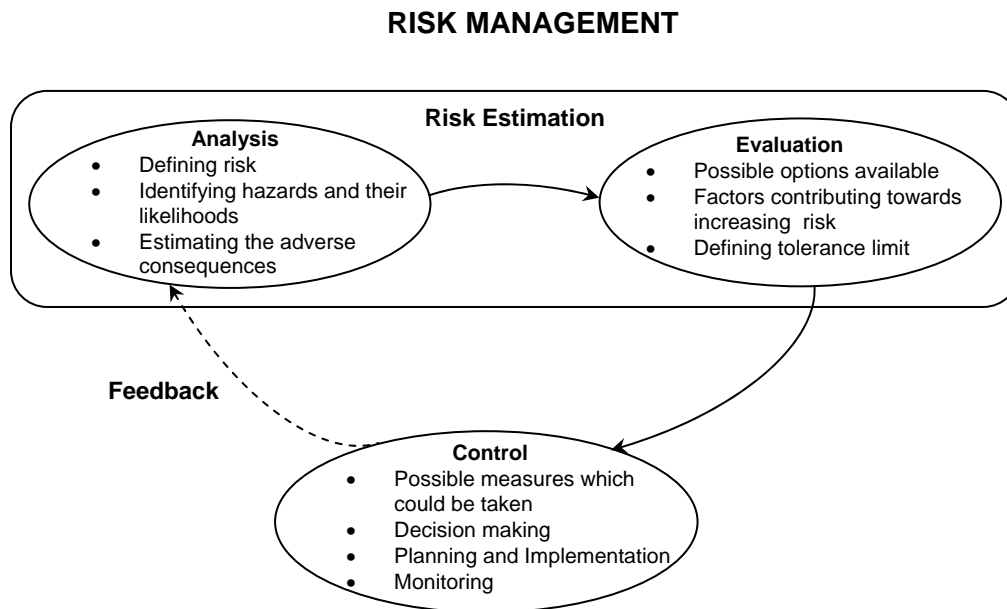 RISK MANAGEMENT
Risk Estimation
Analysis
• Defining risk
• Identifying hazards and their
likelihoods
• Estimating the adverse
consequences
Evaluation
• Possible options available
• Factors contributing towards
increasing risk
• Defining tolerance limit
Feedback
Control
• Possible measures which
could be taken
• Decision making
• Planning and Implementation
• Monitoring